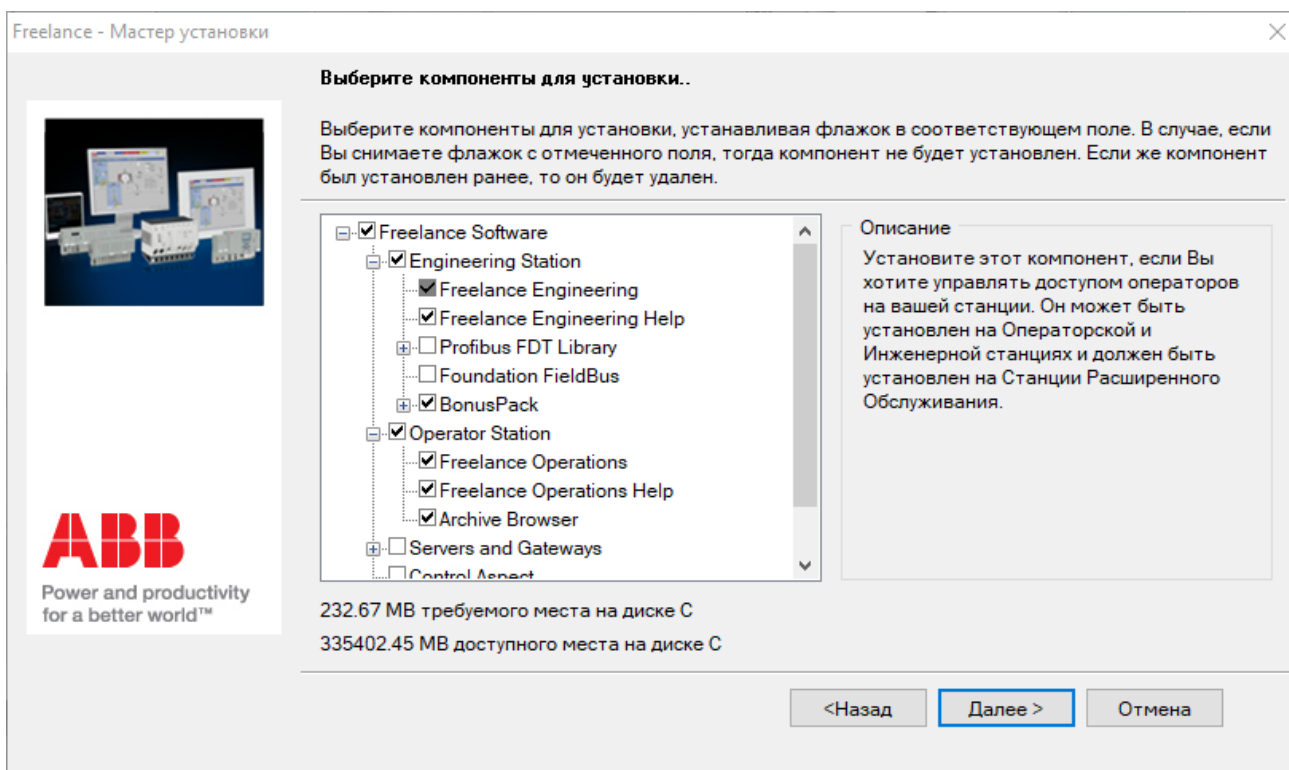 Freelance - Мастер установки
Выберите компоненты для установки..
Выберите компоненты для установки, устанавливая флажок в соответствующем поле. В случае, если
Вы снимаете флажок с отмеченного поля, тогда компонент не будет установлен. Если же компонент
был установлен ранее, то он будет удален.
Freelance Software
Engineering Station
Freelance Engineering
Freelance Engineering Help
Profibus FDT Library
Foundation FieldBus
BonusPack
Operator Station
Freelance Operations
Freelance Operations Help
Archive Browser
Servers and Gateways
Control Aspect
Описание
Установите этот компонент, если Вы
хотите управлять доступом операторов
на вашей станции. Он может быть
установлен на Операторской и
Инженерной станциях и должен быть
установлен на Станции Расширенного
Обслуживания.
ABB
Power and productivity
for a better world™
232.67 MB требуемого места на диске C
335402.45 MB доступного места на диске C
<Назад
Далее >
Отмена